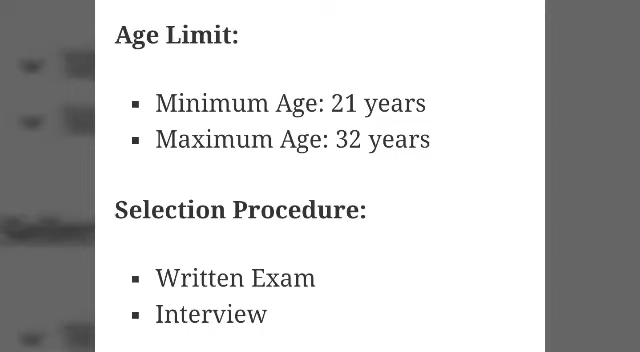 Age Limit:
▪ Minimum Age: 21 years
▪ Maximum Age: 32 years
Selection Procedure:
▪ Written Exam
▪ Interview